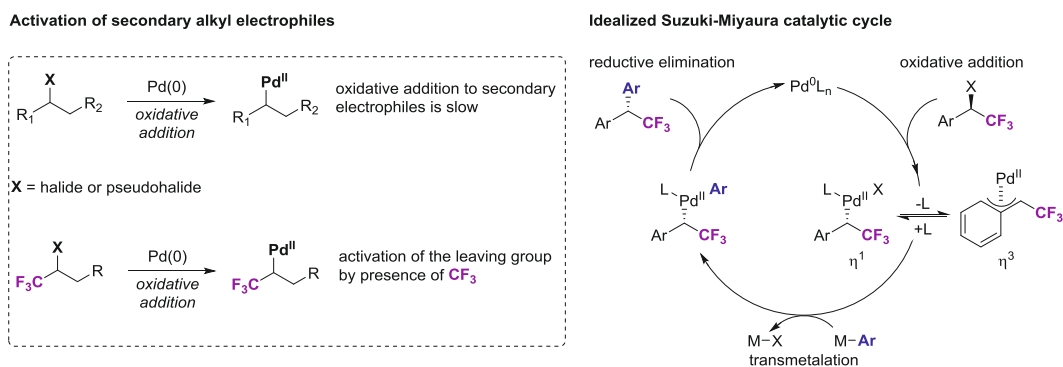 Activation of secondary alkyl electrophiles
X
R₁
R₂
Pd(0)
oxidative
addition
Pdᴵᴵ
R₁
R₂
oxidative addition to secondary
electrophiles is slow
X = halide or pseudohalide
X
F₃C
R
Pd(0)
oxidative
addition
Pdᴵᴵ
F₃C
R
activation of the leaving group
by presence of CF₃
Idealized Suzuki-Miyaura catalytic cycle
reductive elimination
Pd⁰Lₙ
oxidative addition
Ar
Ar
CF₃
X
Ar
CF₃
L
Pdᴵᴵ
Ar
Ar
CF₃
L
Pdᴵᴵ
X
Ar
CF₃
η¹
-L
+L
Pdᴵᴵ
CF₃
η³
M-X
M-Ar
transmetalation